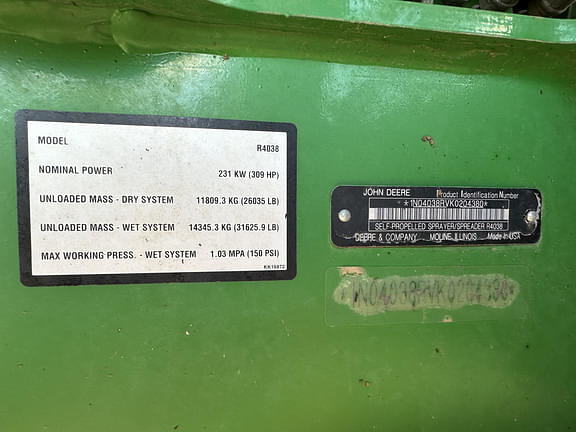 MODEL R4038
NOMINAL POWER 231 KW (309 HP)
UNLOADED MASS - DRY SYSTEM 11809.3 KG (26035 LB)
UNLOADED MASS - WET SYSTEM 14345.3 KG (31625.9 LB)
MAX WORKING PRESS. - WET SYSTEM 1.03 MPA (150 PSI)
JOHN DEERE Product Identification Number
*1N04038RVK0204380*
SELF-PROPELLED SPRAYER/SPREADER R4038
DEERE & COMPANY MOLINE, ILLINOIS Made in USA